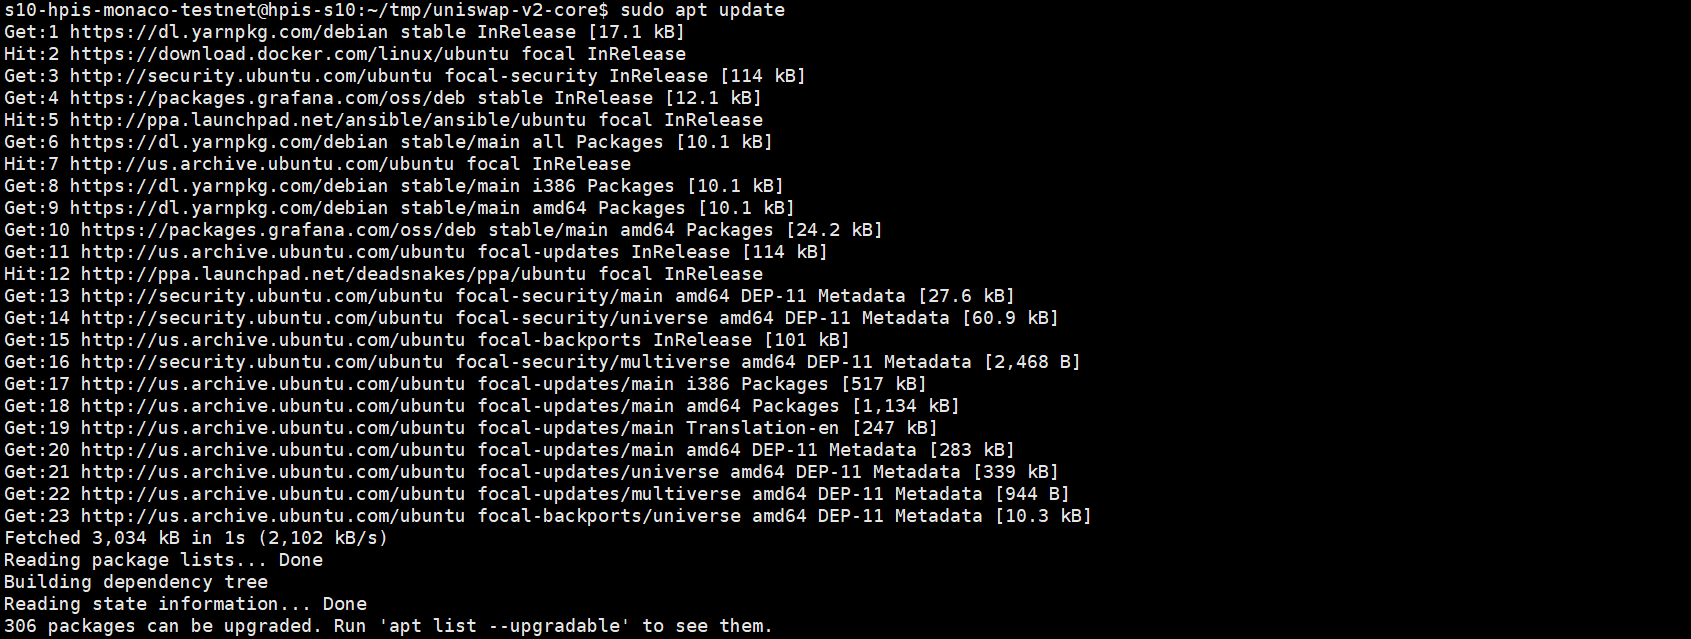 s10-hpis-monaco-testnet@hpis-s10:~/tmp/uniswap-v2-core$ sudo apt update
Get:1 https://dl.yarnpkg.com/debian stable InRelease [17.1 kB]
Hit:2 https://download.docker.com/linux/ubuntu focal InRelease
Get:3 http://security.ubuntu.com/ubuntu focal-security InRelease [114 kB]
Get:4 https://packages.grafana.com/oss/deb stable InRelease [12.1 kB]
Hit:5 http://ppa.launchpad.net/ansible/ansible/ubuntu focal InRelease
Get:6 https://dl.yarnpkg.com/debian stable/main all Packages [10.1 kB]
Hit:7 http://us.archive.ubuntu.com/ubuntu focal InRelease
Get:8 https://dl.yarnpkg.com/debian stable/main i386 Packages [10.1 kB]
Get:9 https://dl.yarnpkg.com/debian stable/main amd64 Packages [10.1 kB]
Get:10 https://packages.grafana.com/oss/deb stable/main amd64 Packages [24.2 kB]
Get:11 http://us.archive.ubuntu.com/ubuntu focal-updates InRelease [114 kB]
Hit:12 http://ppa.launchpad.net/deadsnakes/ppa/ubuntu focal InRelease
Get:13 http://security.ubuntu.com/ubuntu focal-security/main amd64 DEP-11 Metadata [27.6 kB]
Get:14 http://security.ubuntu.com/ubuntu focal-security/universe amd64 DEP-11 Metadata [60.9 kB]
Get:15 http://us.archive.ubuntu.com/ubuntu focal-backports InRelease [101 kB]
Get:16 http://security.ubuntu.com/ubuntu focal-security/multiverse amd64 DEP-11 Metadata [2,468 B]
Get:17 http://us.archive.ubuntu.com/ubuntu focal-updates/main i386 Packages [517 kB]
Get:18 http://us.archive.ubuntu.com/ubuntu focal-updates/main amd64 Packages [1,134 kB]
Get:19 http://us.archive.ubuntu.com/ubuntu focal-updates/main Translation-en [247 kB]
Get:20 http://us.archive.ubuntu.com/ubuntu focal-updates/main amd64 DEP-11 Metadata [283 kB]
Get:21 http://us.archive.ubuntu.com/ubuntu focal-updates/universe amd64 DEP-11 Metadata [339 kB]
Get:22 http://us.archive.ubuntu.com/ubuntu focal-updates/multiverse amd64 DEP-11 Metadata [944 B]
Get:23 http://us.archive.ubuntu.com/ubuntu focal-backports/universe amd64 DEP-11 Metadata [10.3 kB]
Fetched 3,034 kB in 1s (2,102 kB/s)
Reading package lists... Done
Building dependency tree
Reading state information... Done
306 packages can be upgraded. Run 'apt list --upgradable' to see them.